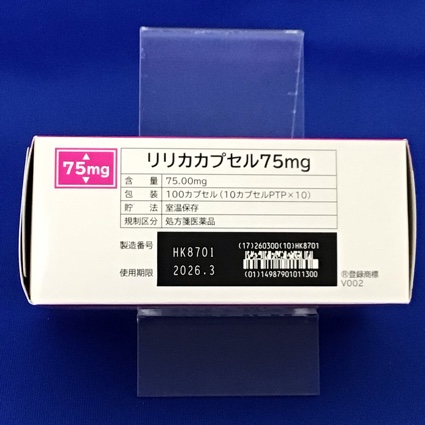 75mg
リリカカプセル75mg
含 量 75.00mg
包 装 100カプセル(10カプセルPTP×10)
貯 法 室温保存
規制区分 処方箋医薬品
製造番号 HK8701
使用期限 2026.3
(17)260300(10)HK8701
(01)14987901011300
®登録商標
V002